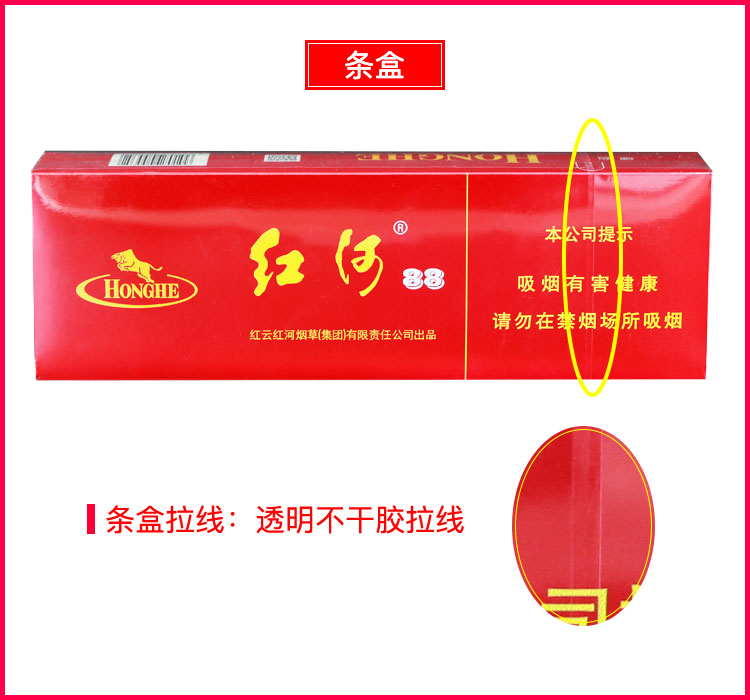 条盒
HONGHE
红河®88
HONGHE
红云红河烟草(集团)有限责任公司出品
本公司提示
吸烟有害健康
请勿在禁烟场所吸烟
条盒拉线：透明不干胶拉线